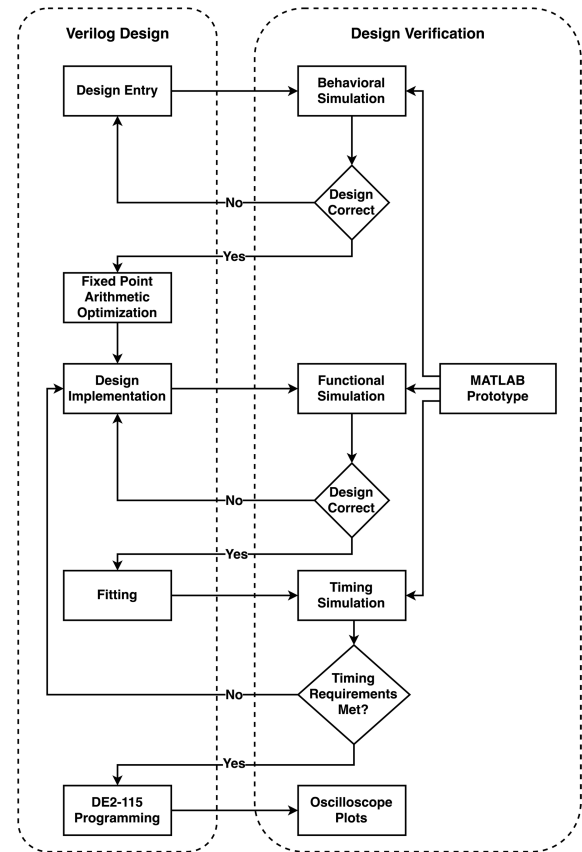 Verilog Design
Design Verification
Design Entry
Behavioral
Simulation
Design
Correct
No
Yes
Fixed Point
Arithmetic
Optimization
Design
Implementation
Functional
Simulation
MATLAB
Prototype
Design
Correct
No
Yes
Fitting
Timing
Simulation
Timing
Requirements
Met?
No
Yes
DE2-115
Programming
Oscilloscope
Plots